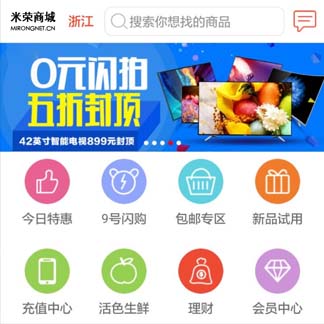 米荣商城
MIRONGNET.CN
浙江
搜索你想找的商品
0元闪拍
五折封顶
42英寸智能电视899元封顶
今日特惠
9号闪购
包邮专区
新品试用
充值中心
活色生鲜
理财
会员中心